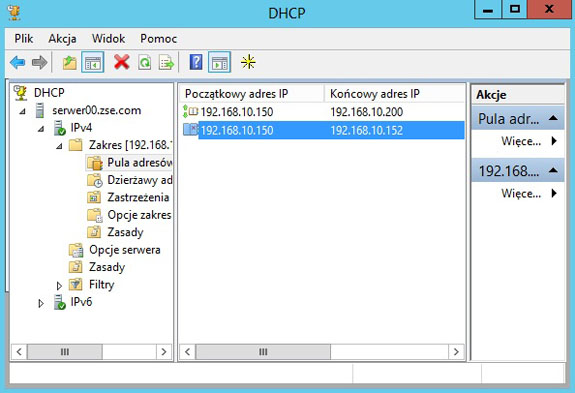 DHCP
Plik Akcja Widok Pomoc
DHCP
serwer00.zse.com
IPv4
Zakres [192.168.1
Pula adresów
Dzierżawy ad
Zastrzeżenia
Opcje zakres
Zasady
Opcje serwera
Zasady
Filtry
IPv6
Początkowy adres IP Końcowy adres IP
192.168.10.150 192.168.10.200
192.168.10.150 192.168.10.152
Akcje
Pula adr...
Więce...
192.168....
Więce...